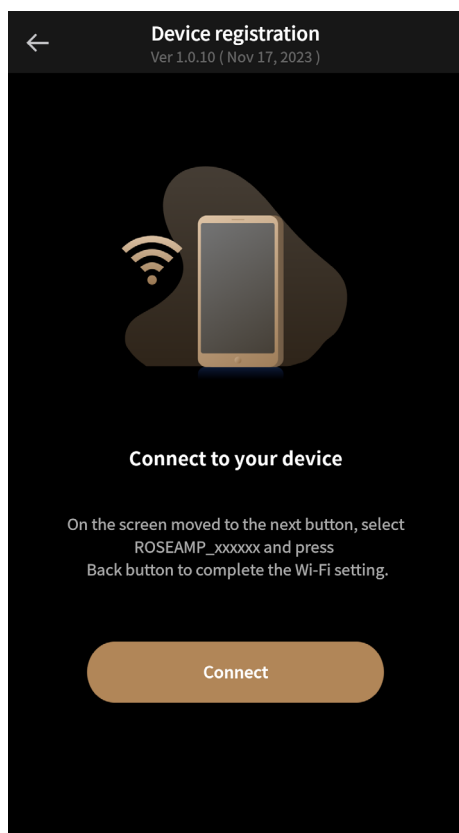 Device registration
Ver 1.0.10 ( Nov 17, 2023 )
Connect to your device
On the screen moved to the next button, select
ROSEAMP_xxxxxx and press
Back button to complete the Wi-Fi setting.
Connect